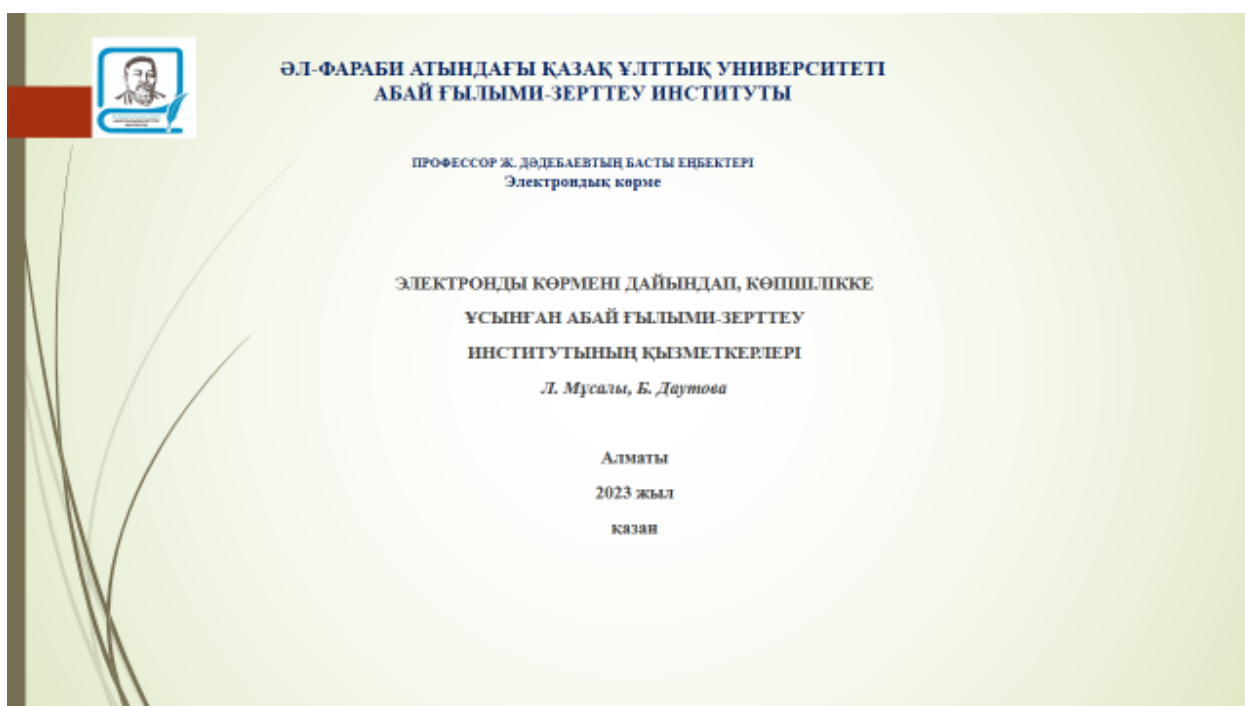 ӘЛ-ФАРАБИ АТЫНДАҒЫ ҚАЗАҚ ҰЛТТЫҚ УНИВЕРСИТЕТІ
АБАЙ ҒЫЛЫМИ-ЗЕРТТЕУ ИНСТИТУТЫ
ПРОФЕССОР Ж. ДӘДЕБАЕВТЫҢ БАСТЫ ЕҢБЕКТЕРІ
Электрондық көрме
ЭЛЕКТРОНДЫ КӨРМЕНІ ДАЙЫНДАП, КӨПШІЛІККЕ
ҰСЫНҒАН АБАЙ ҒЫЛЫМИ-ЗЕРТТЕУ
ИНСТИТУТЫНЫҢ ҚЫЗМЕТКЕРЛЕРІ
Л. Мұсалы, Б. Даутова
Алматы
2023 жыл
қазан